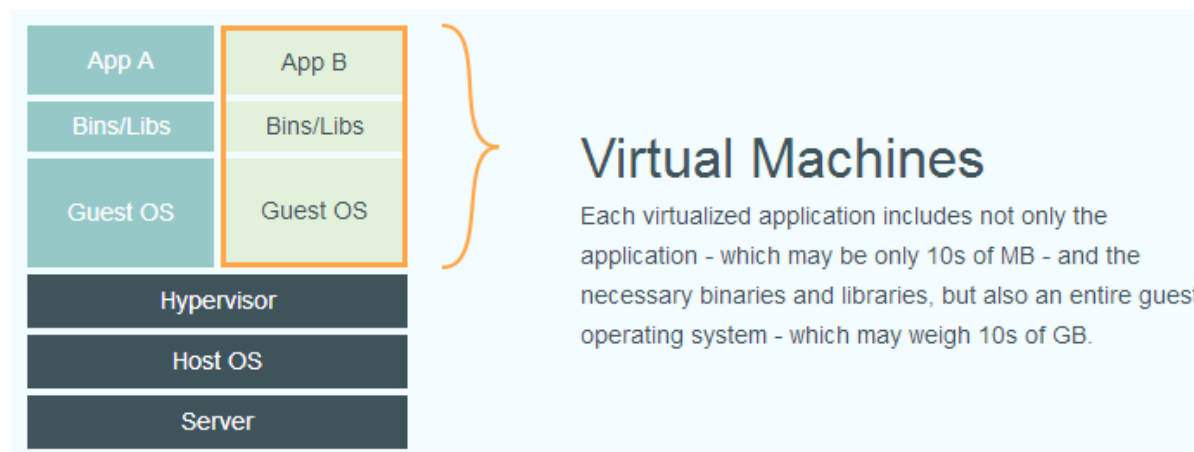 App A
App B
Bins/Libs
Bins/Libs
Guest OS
Guest OS
Hypervisor
Host OS
Server
Virtual Machines
Each virtualized application includes not only the
application - which may be only 10s of MB - and the
necessary binaries and libraries, but also an entire guest
operating system - which may weigh 10s of GB.